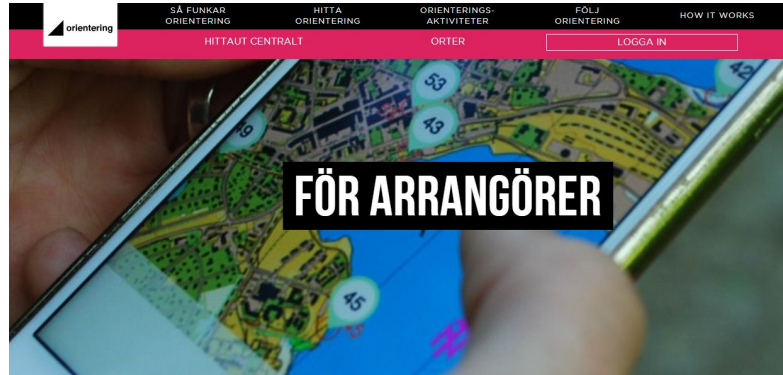 orientering
SÅ FUNKAR
ORIENTERING
HITTA
ORIENTERING
ORIENTERINGS-
AKTIVITETER
FÖLJ
ORIENTERING
HOW IT WORKS
HITTAUT CENTRALT
ORTER
LOGGA IN
53
42
49
43
FÖR ARRANGÖRER
45